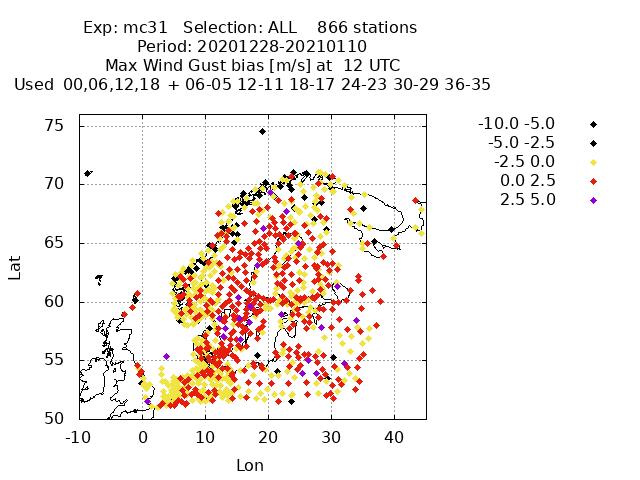 Exp: mc31 Selection: ALL 866 stations
Period: 20201228-20210110
Max Wind Gust bias [m/s] at 12 UTC
Used 00,06,12,18 + 06-05 12-11 18-17 24-23 30-29 36-35
-10.0 -5.0
-5.0 -2.5
-2.5 0.0
0.0 2.5
2.5 5.0
75
70
65
60
55
50
Lat
-10 0 10 20 30 40
Lon